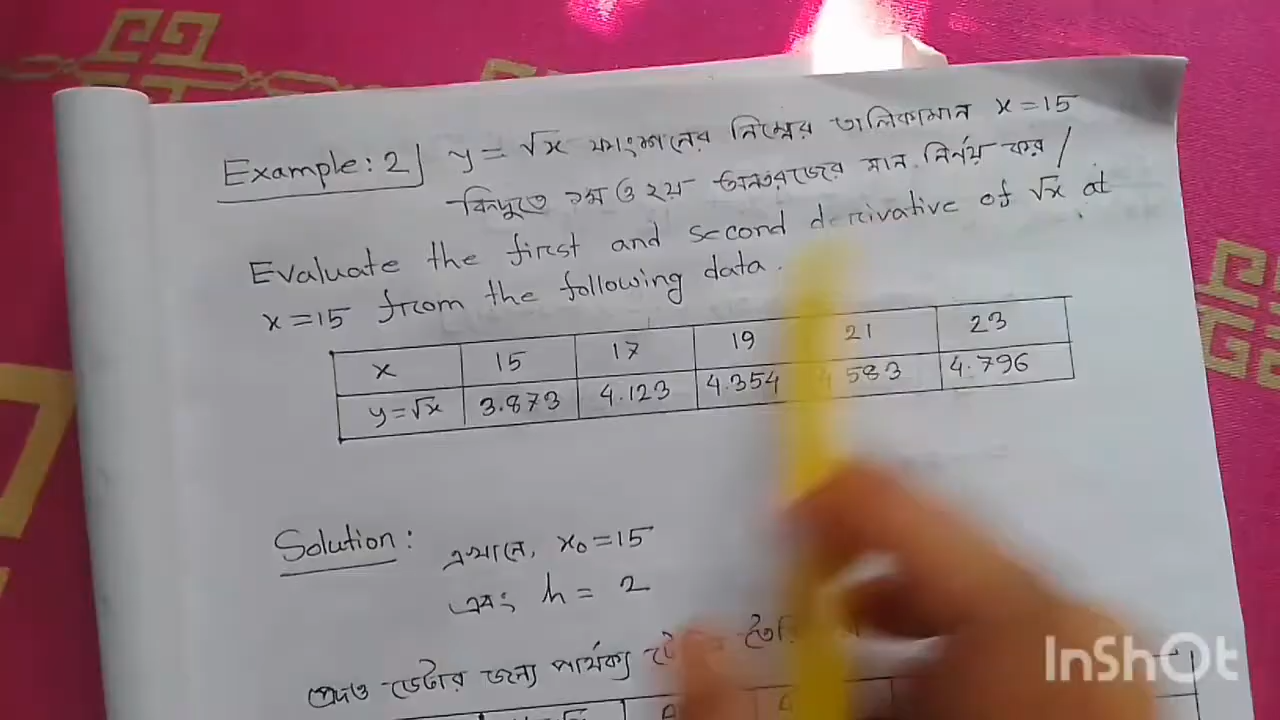 Example: 2] y = √x ফাংশনের নিম্নের তালিকামান x = 15
বিন্দুতে ১ম ও ২য় অন্তরজের মান নির্ণয় কর/
Evaluate the first and second derivative of √x at
x = 15 from the following data.
x 15 17 19 21 23
y = √x 3.873 4.123 4.354 583 4.796
Solution: এখানে, x₀ = 15
এবং h = 2
প্রদত্ত ডেটার জন্য পার্থক্য
InShOt